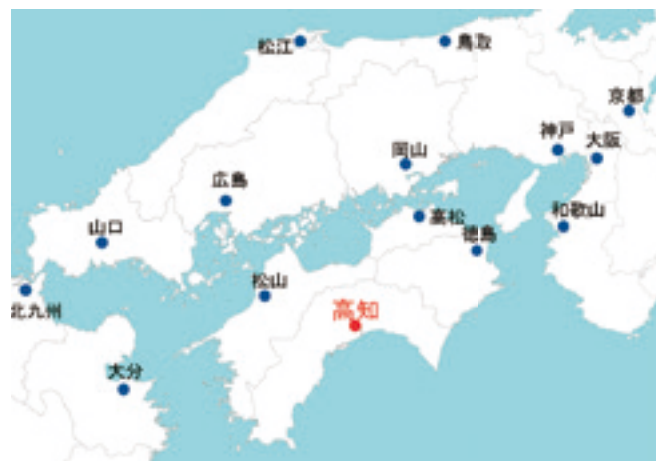 松江
鳥取
京都
神戸
大阪
岡山
広島
高松
和歌山
山口
徳島
松山
北九州
高知
大分